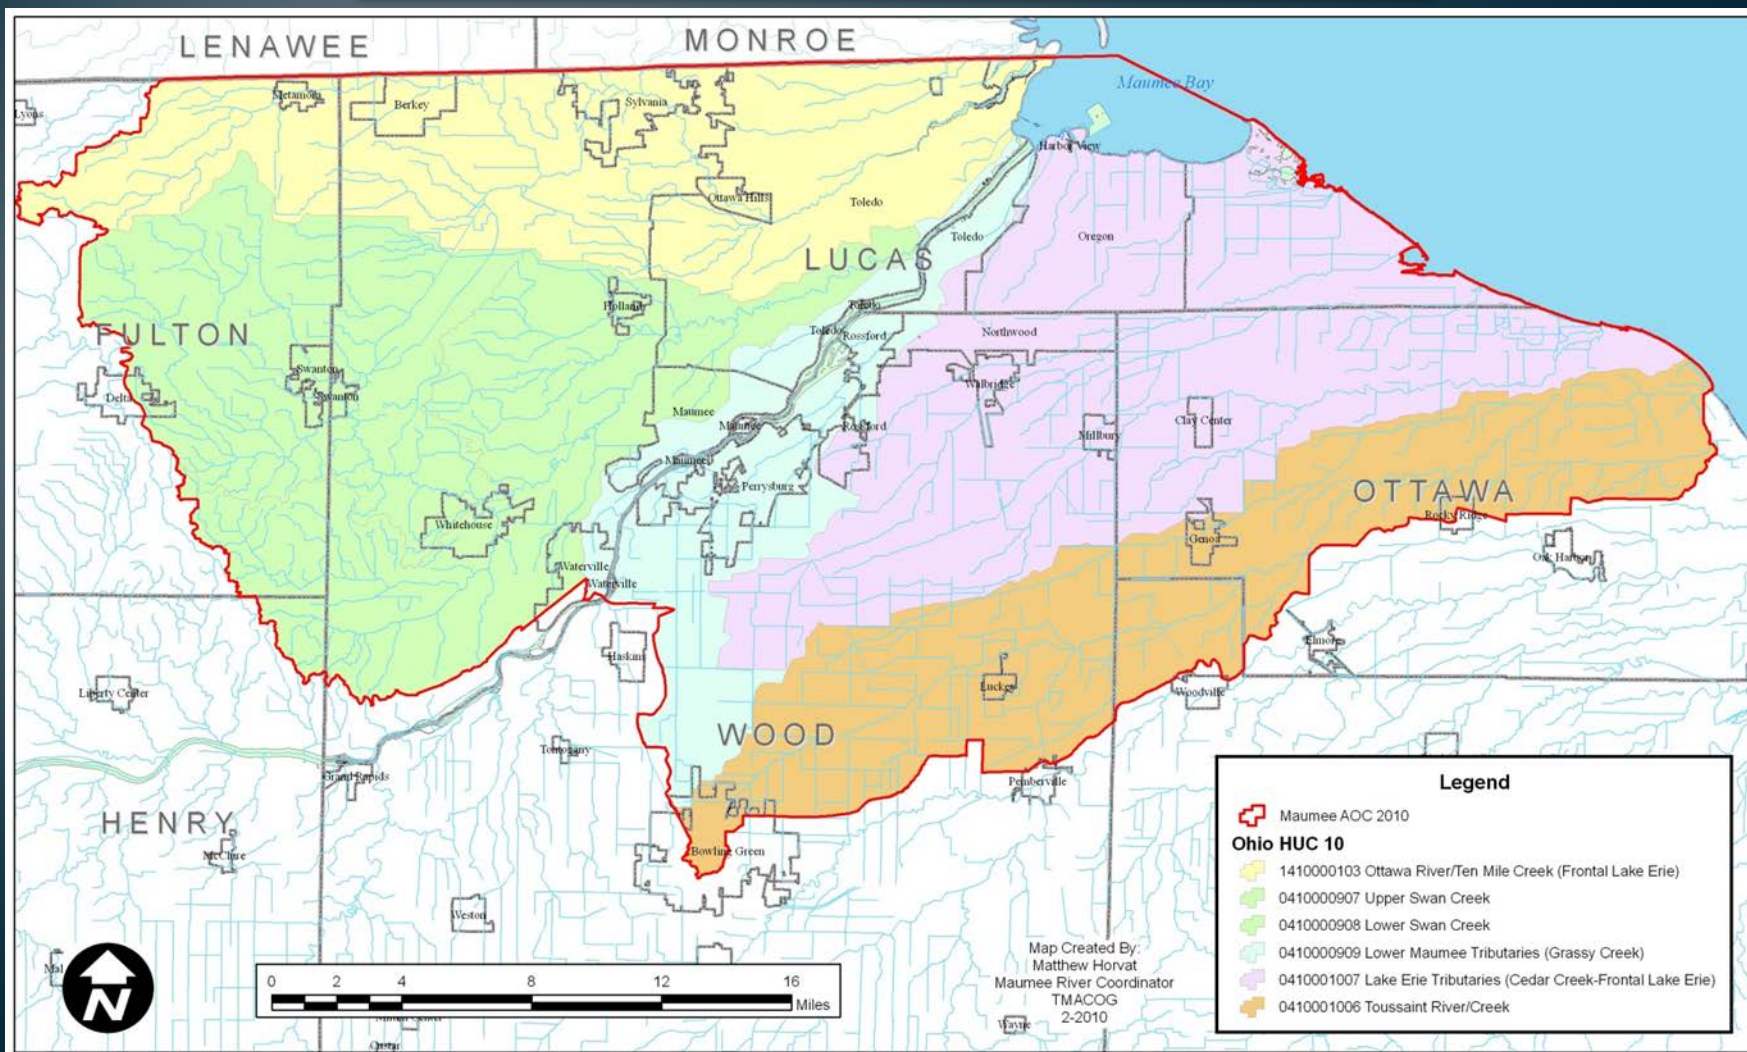 LENAWEE
MONROE
Metamora
Berkey
Sylvania
Maumee Bay
Lyons
Harbor View
Ottawa Hills
Toledo
Toledo
Oregon
LUCAS
Holland
Toledo
FULTON
Toledo
Rossford
Northwood
Swanton
Swanton
Walbridge
Delta
Maumee
Maumee
Rossford
Millbury
Clay Center
Maumee
Perrysburg
OTTAWA
Whitehouse
Rocky Ridge
Genoa
Oak Harbor
Waterville
Waterville
Elmore
Haskins
Liberty Center
Luckey
Woodville
WOOD
Tontogany
Grand Rapids
Pemberville
HENRY
McClure
Bowling Green
Weston
Wayne
Custar
N
0 2 4 8 12 16
Miles
Map Created By:
Matthew Horvat
Maumee River Coordinator
TMACOG
2-2010
Legend
Maumee AOC 2010
Ohio HUC 10
1410000103 Ottawa River/Ten Mile Creek (Frontal Lake Erie)
0410000907 Upper Swan Creek
0410000908 Lower Swan Creek
0410000909 Lower Maumee Tributaries (Grassy Creek)
0410001007 Lake Erie Tributaries (Cedar Creek-Frontal Lake Erie)
0410001006 Toussaint River/Creek